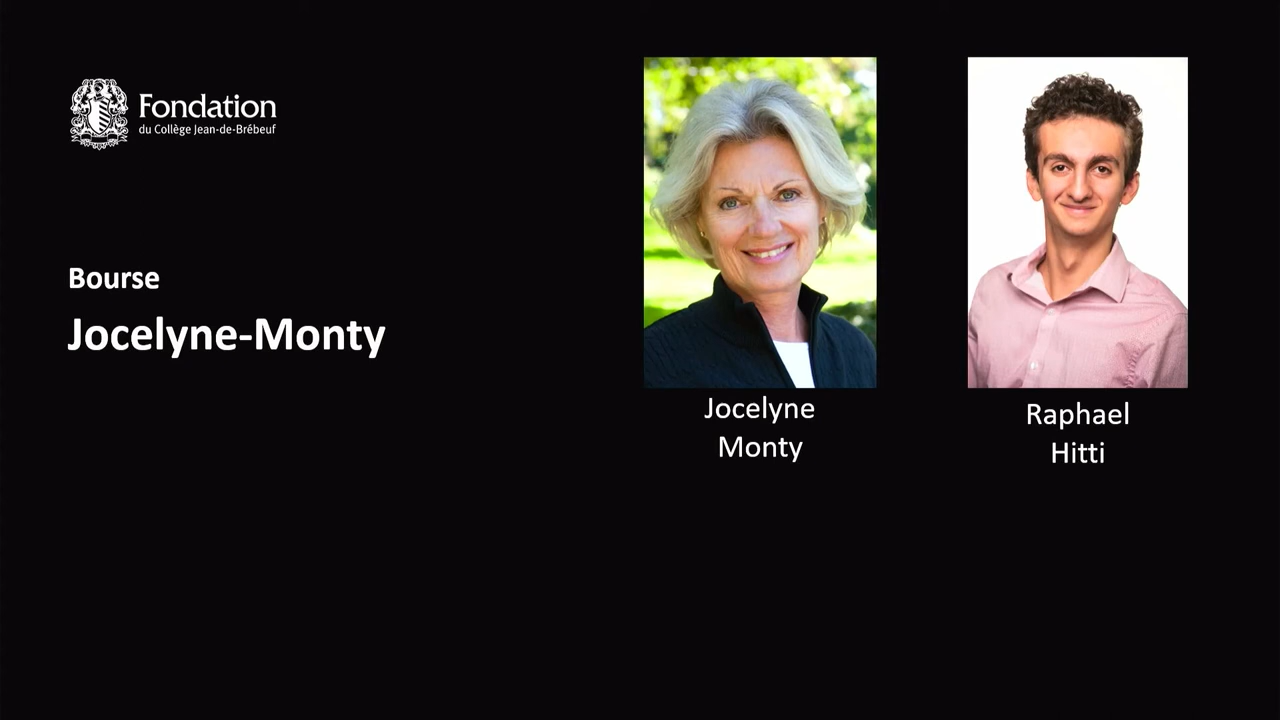 Fondation
du Collège Jean-de-Brébeuf
Bourse
Jocelyne-Monty
Jocelyne
Monty
Raphael
Hitti